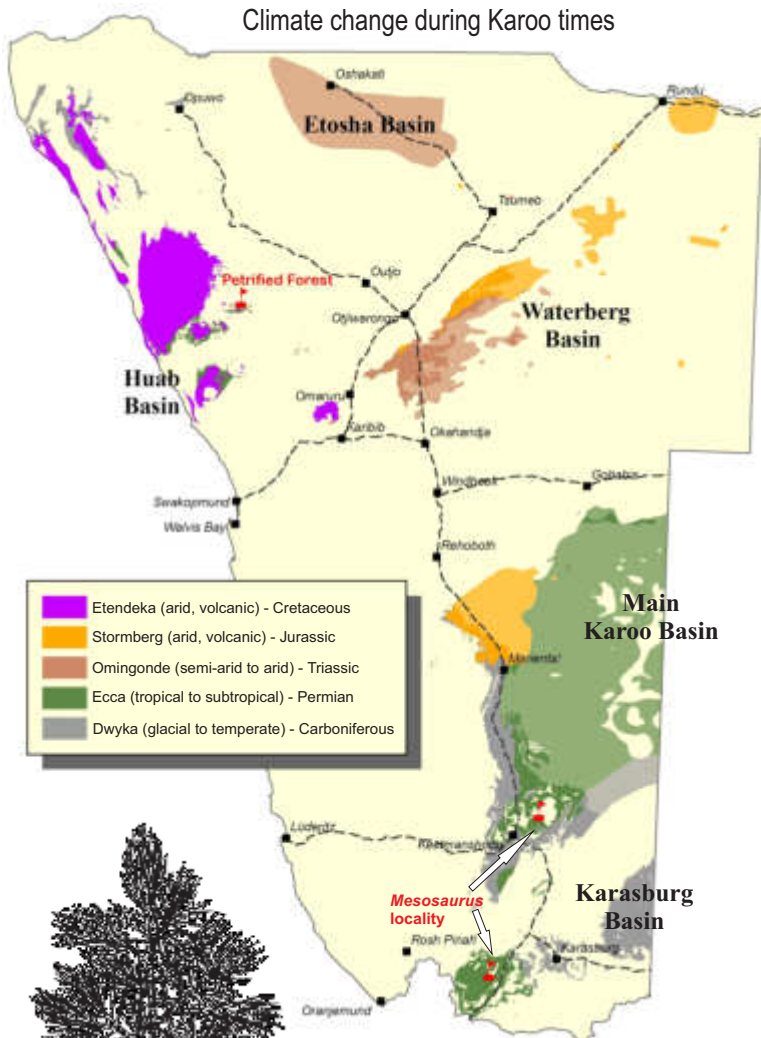 Climate change during Karoo times
Oshakati
Opuwo
Rundu
Etosha Basin
Tsumeb
Petrified Forest
Outjo
Otjiwarongo
Waterberg
Basin
Huab
Basin
Omaruru
Karibib
Okahandja
Windhoek
Gobabis
Swakopmund
Walvis Bay
Rehoboth
Etendeka (arid, volcanic) - Cretaceous
Stormberg (arid, volcanic) - Jurassic
Omingonde (semi-arid to arid) - Triassic
Ecca (tropical to subtropical) - Permian
Dwyka (glacial to temperate) - Carboniferous
Main
Karoo Basin
Mariental
Lüderitz
Keetmanshoop
Mesosaurus
locality
Karasburg
Basin
Rosh Pinah
Karasburg
Oranjemund